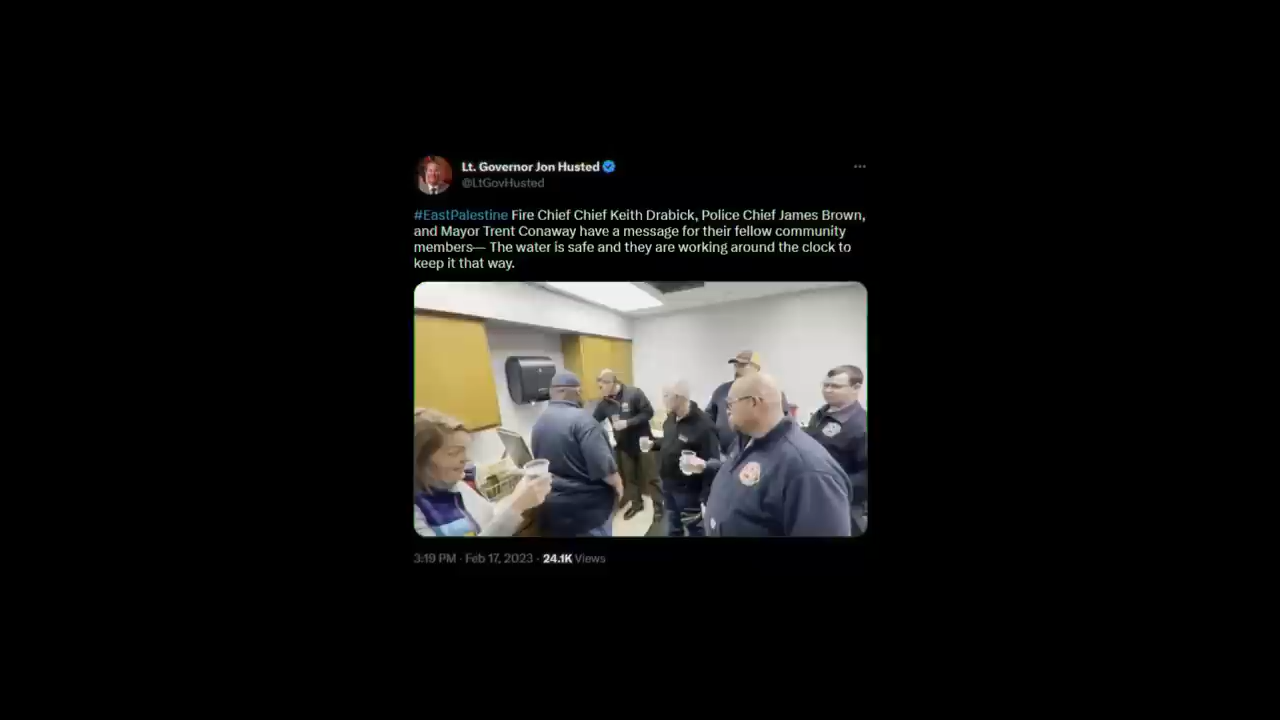 Lt. Governor Jon Husted
@LtGovHusted
#EastPalestine Fire Chief Chief Keith Drabick, Police Chief James Brown,
and Mayor Trent Conaway have a message for their fellow community
members— The water is safe and they are working around the clock to
keep it that way.
3:19 PM · Feb 17, 2023 · 24.1K Views